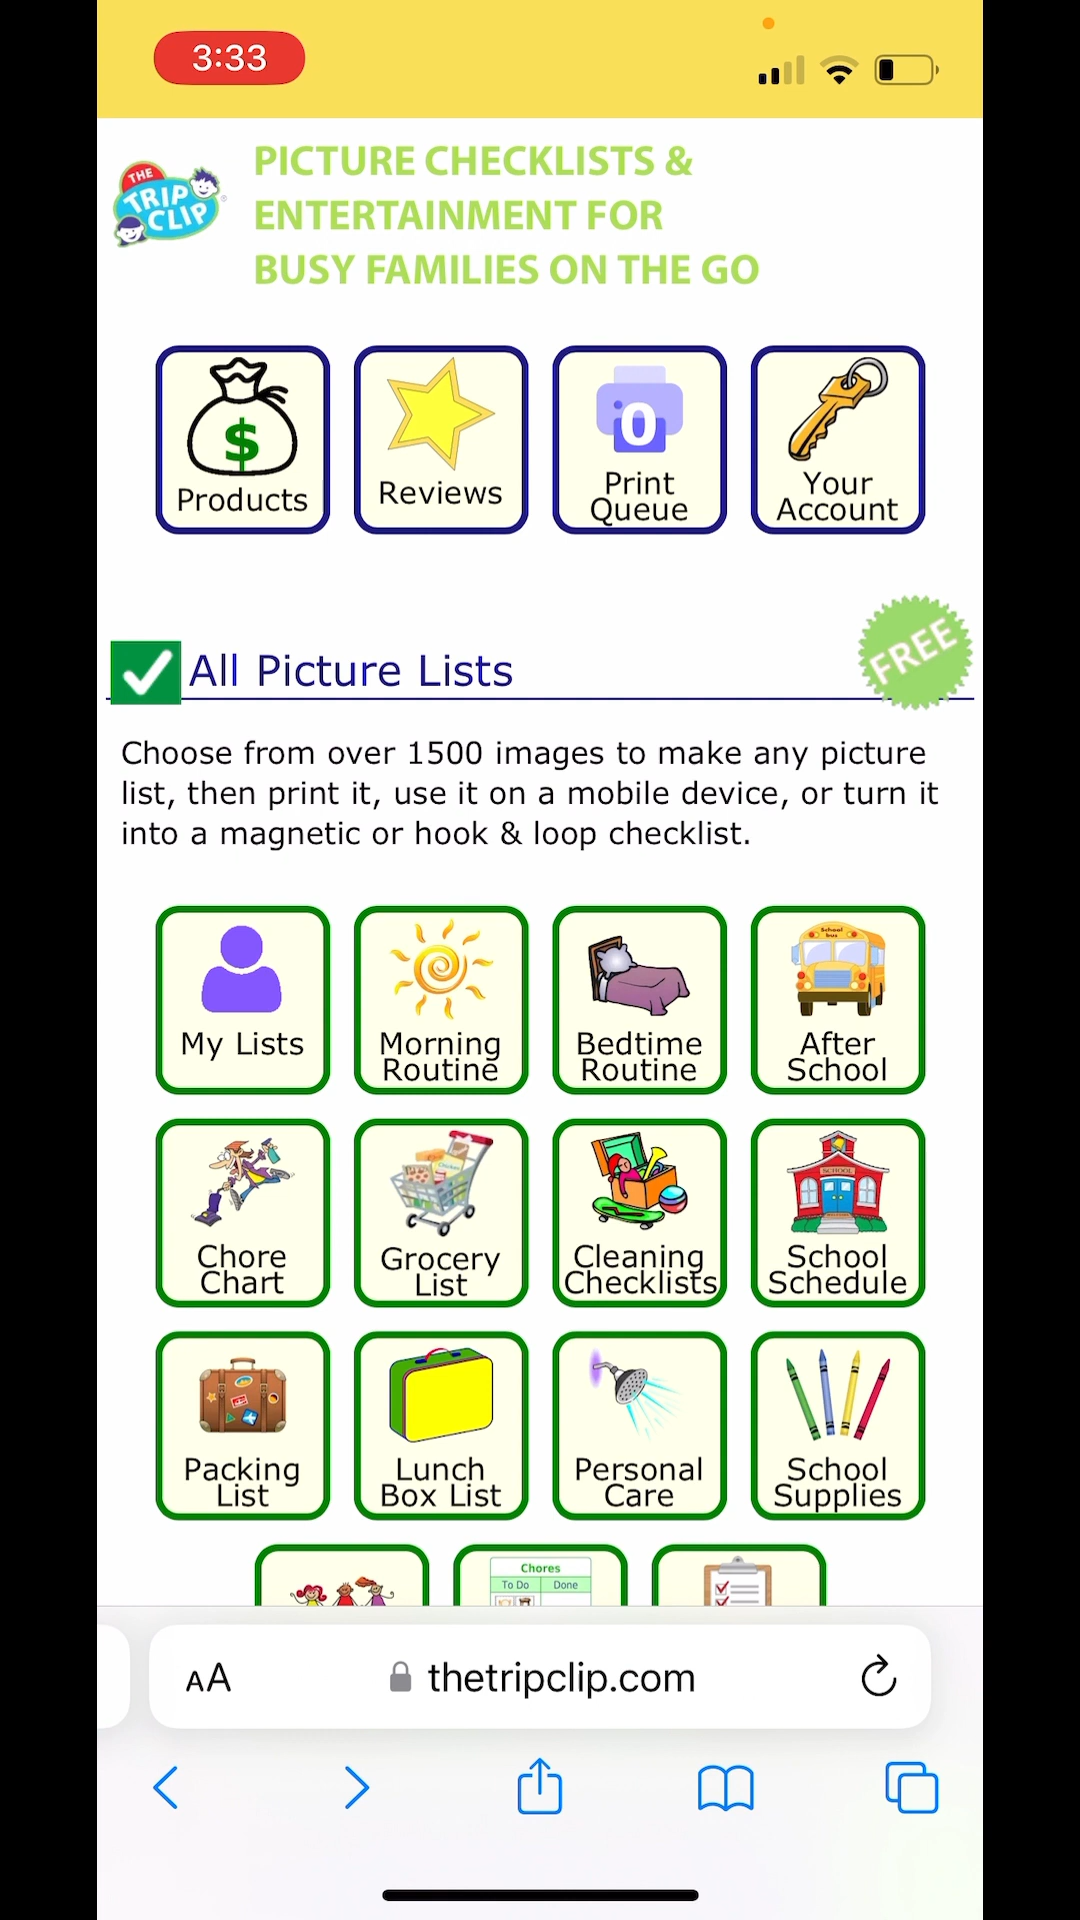 3:33
THE
TRIP
CLIP
PICTURE CHECKLISTS &
ENTERTAINMENT FOR
BUSY FAMILIES ON THE GO
$
Products
Reviews
0
Print
Queue
Your
Account
All Picture Lists
FREE
Choose from over 1500 images to make any picture
list, then print it, use it on a mobile device, or turn it
into a magnetic or hook & loop checklist.
My Lists
Morning
Routine
Bedtime
Routine
School
bus
After
School
Chore
Chart
Chicken
Grocery
List
Cleaning
Checklists
SCHOOL
School
Schedule
Packing
List
Lunch
Box List
Personal
Care
School
Supplies
Chores
To Do
Done
AA
thetripclip.com